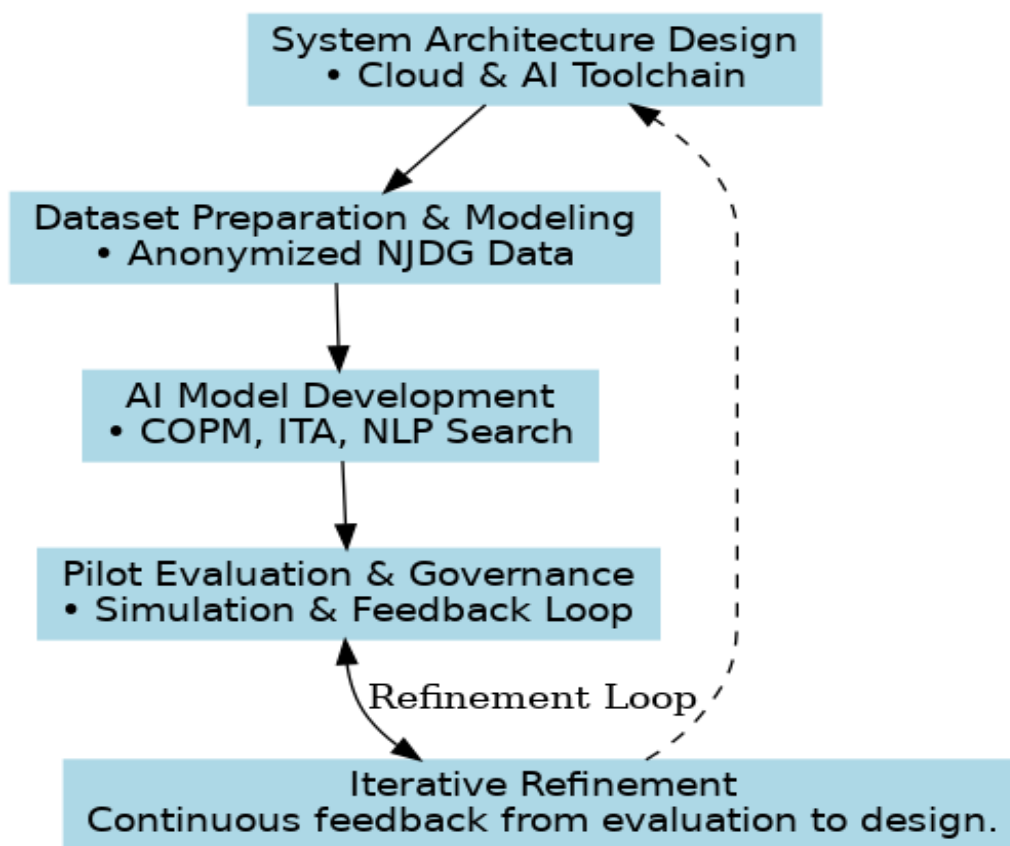 System Architecture Design
• Cloud & AI Toolchain
Dataset Preparation & Modeling
• Anonymized NJDG Data
AI Model Development
• COPM, ITA, NLP Search
Pilot Evaluation & Governance
• Simulation & Feedback Loop
Refinement Loop
Iterative Refinement
Continuous feedback from evaluation to design.